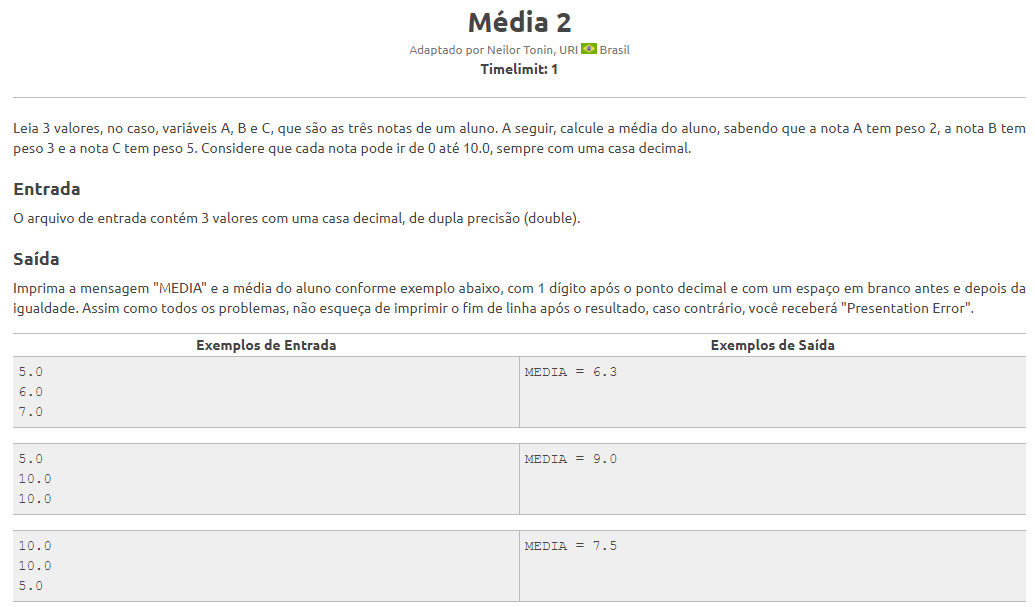 Média 2
Adaptado por Neilor Tonin, URI Brasil
Timelimit: 1
Leia 3 valores, no caso, variáveis A, B e C, que são as três notas de um aluno. A seguir, calcule a média do aluno, sabendo que a nota A tem peso 2, a nota B tem
peso 3 e a nota C tem peso 5. Considere que cada nota pode ir de 0 até 10.0, sempre com uma casa decimal.
Entrada
O arquivo de entrada contém 3 valores com uma casa decimal, de dupla precisão (double).
Saída
Imprima a mensagem "MEDIA" e a média do aluno conforme exemplo abaixo, com 1 dígito após o ponto decimal e com um espaço em branco antes e depois da
igualdade. Assim como todos os problemas, não esqueça de imprimir o fim de linha após o resultado, caso contrário, você receberá "Presentation Error".
Exemplos de Entrada Exemplos de Saída
5.0 MEDIA = 6.3
6.0
7.0
5.0 MEDIA = 9.0
10.0
10.0
10.0 MEDIA = 7.5
10.0
5.0